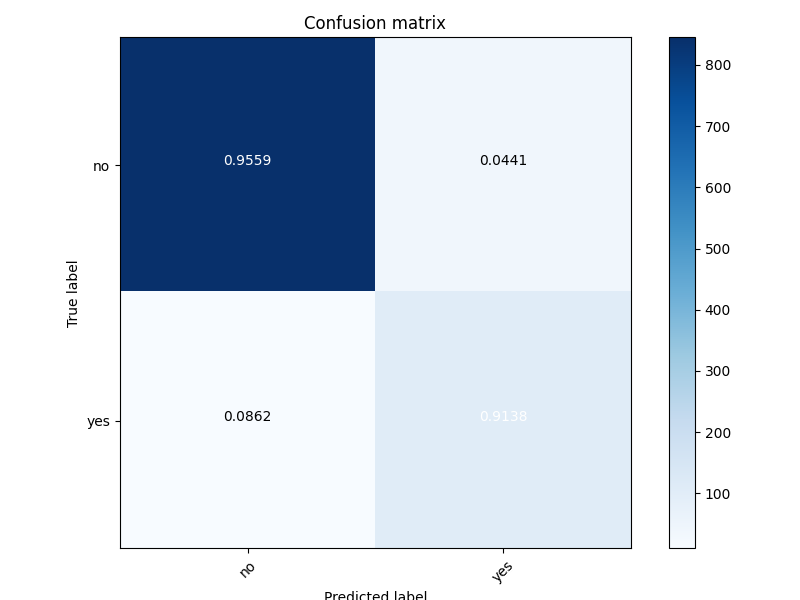 Confusion matrix
800
700
600
500
400
300
200
100
True label
no
0.9559
0.0441
yes
0.0862
0.9138
no
yes
Predicted label